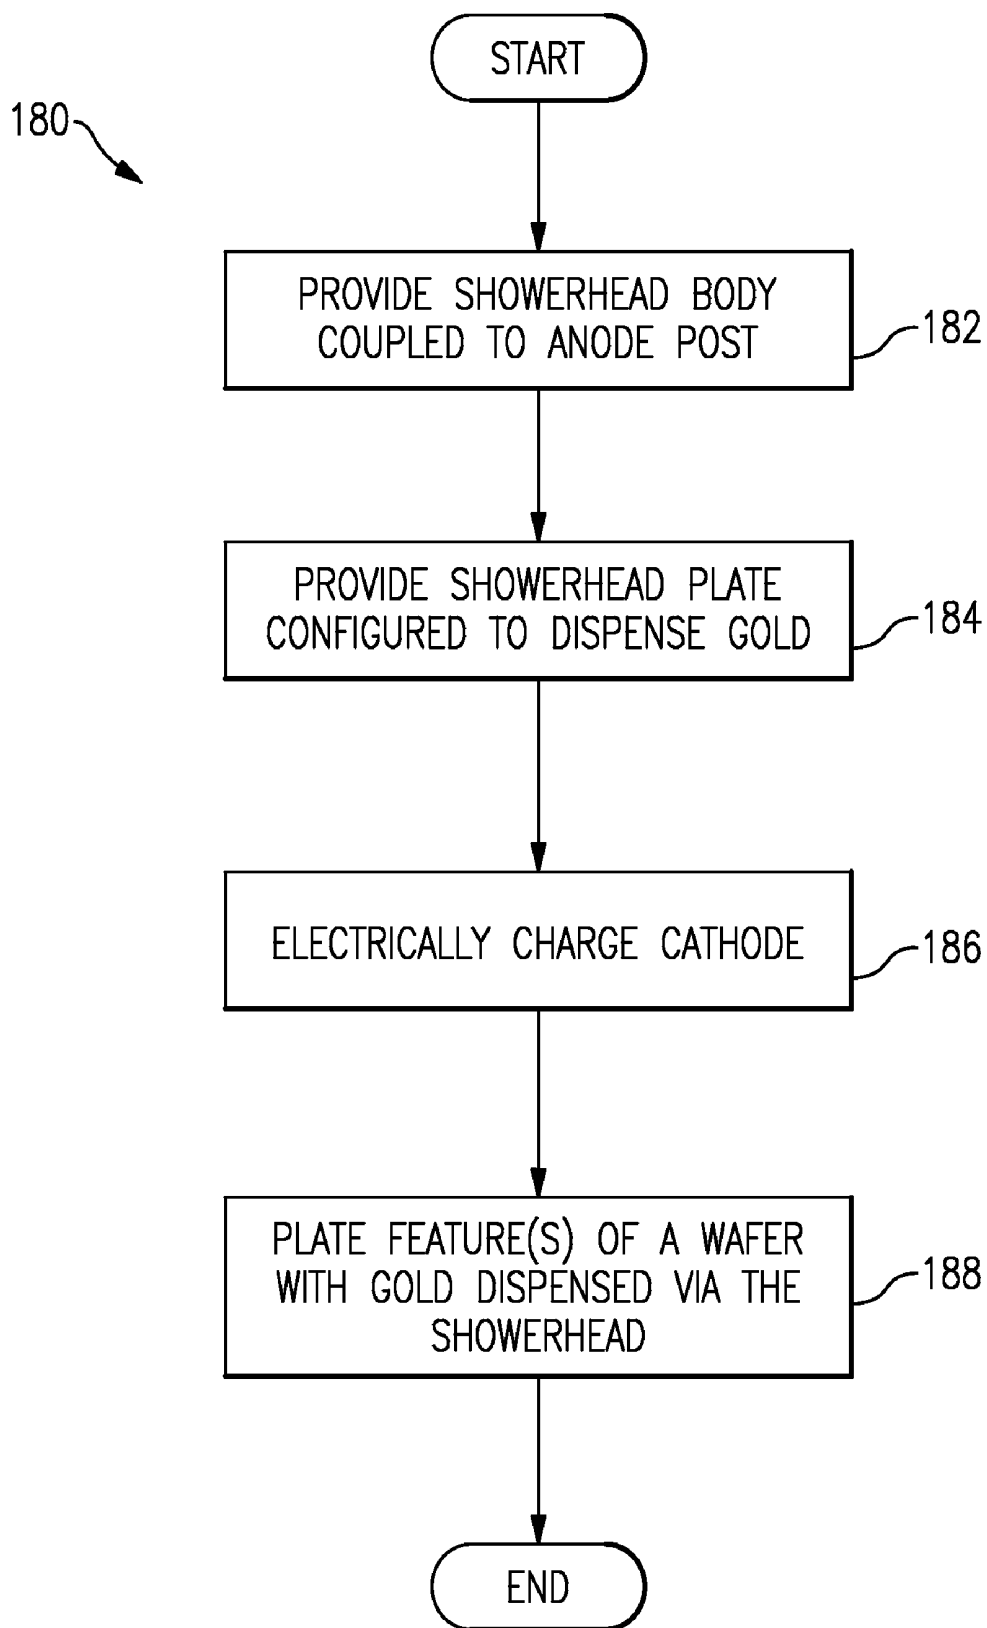 START
180
PROVIDE SHOWERHEAD BODY
COUPLED TO ANODE POST
182
PROVIDE SHOWERHEAD PLATE
CONFIGURED TO DISPENSE GOLD
184
ELECTRICALLY CHARGE CATHODE
186
PLATE FEATURE(S) OF A WAFER
WITH GOLD DISPENSED VIA THE
SHOWERHEAD
188
END